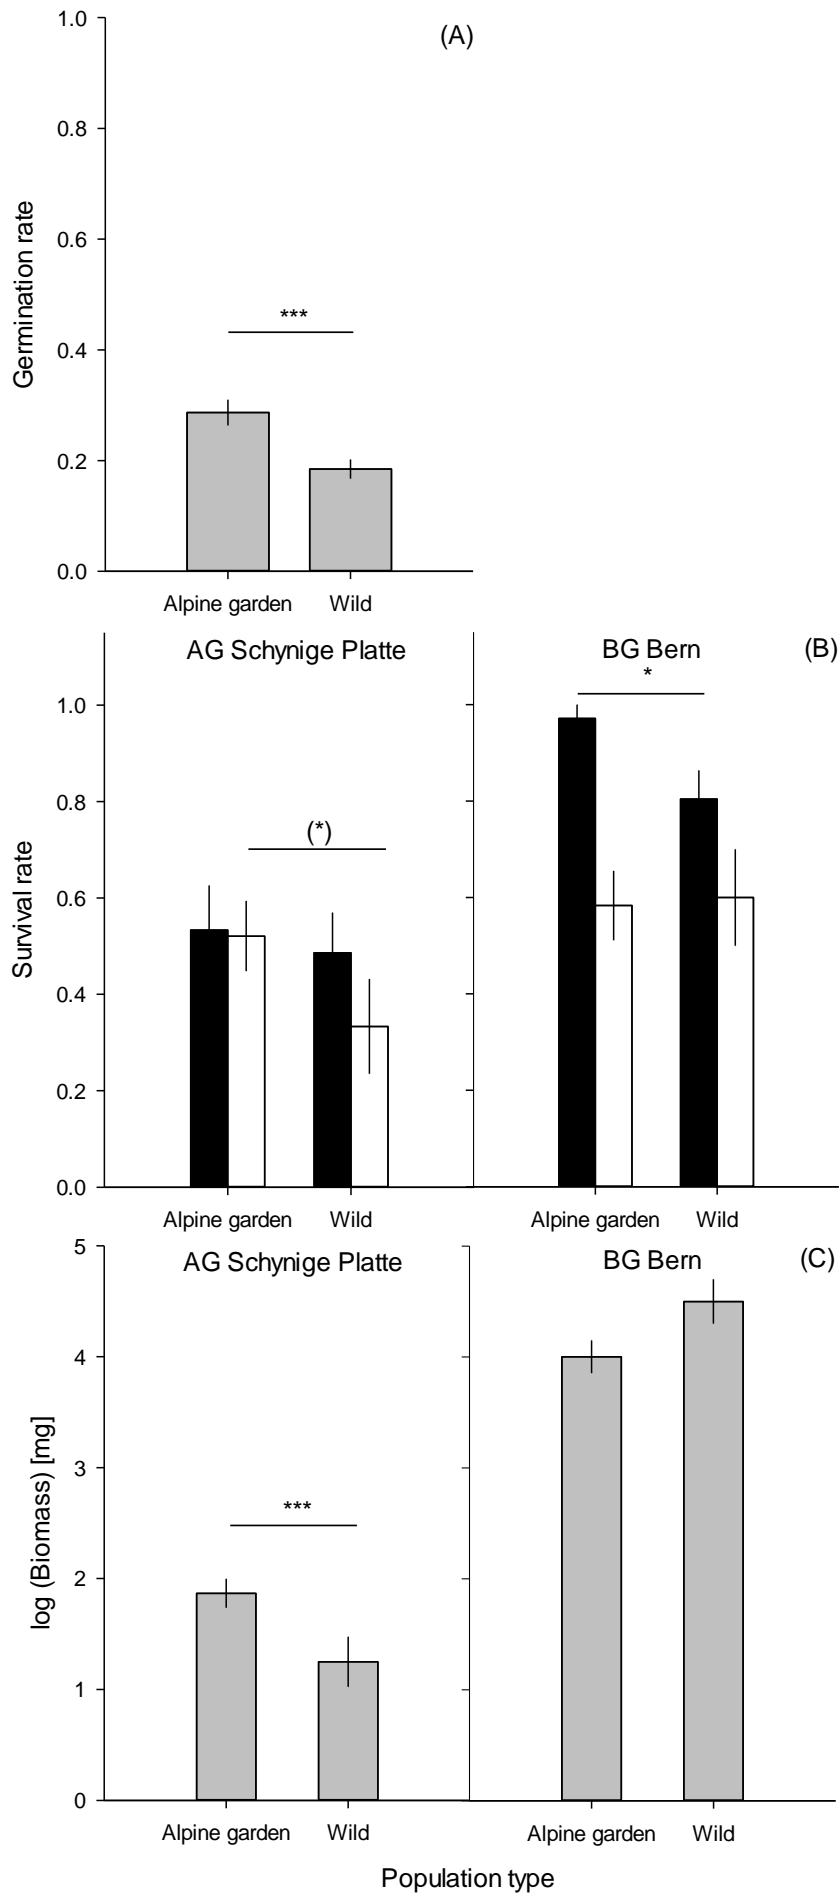 (A)
1.0
0.8
0.6
0.4
0.2
0.0
Germination rate
***
Alpine garden Wild
AG Schynige Platte BG Bern (B)
*
(*)
1.0
0.8
0.6
0.4
0.2
0.0
Survival rate
Alpine garden Wild Alpine garden Wild
AG Schynige Platte BG Bern (C)
5
4
3
2
1
0
log (Biomass) [mg]
***
Alpine garden Wild Alpine garden Wild
Population type